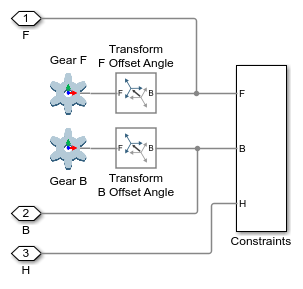 1
F
Gear F
Transform
F Offset Angle
F B
F
Gear B
F B
B
Transform
B Offset Angle
2
B
H
3
H
Constraints